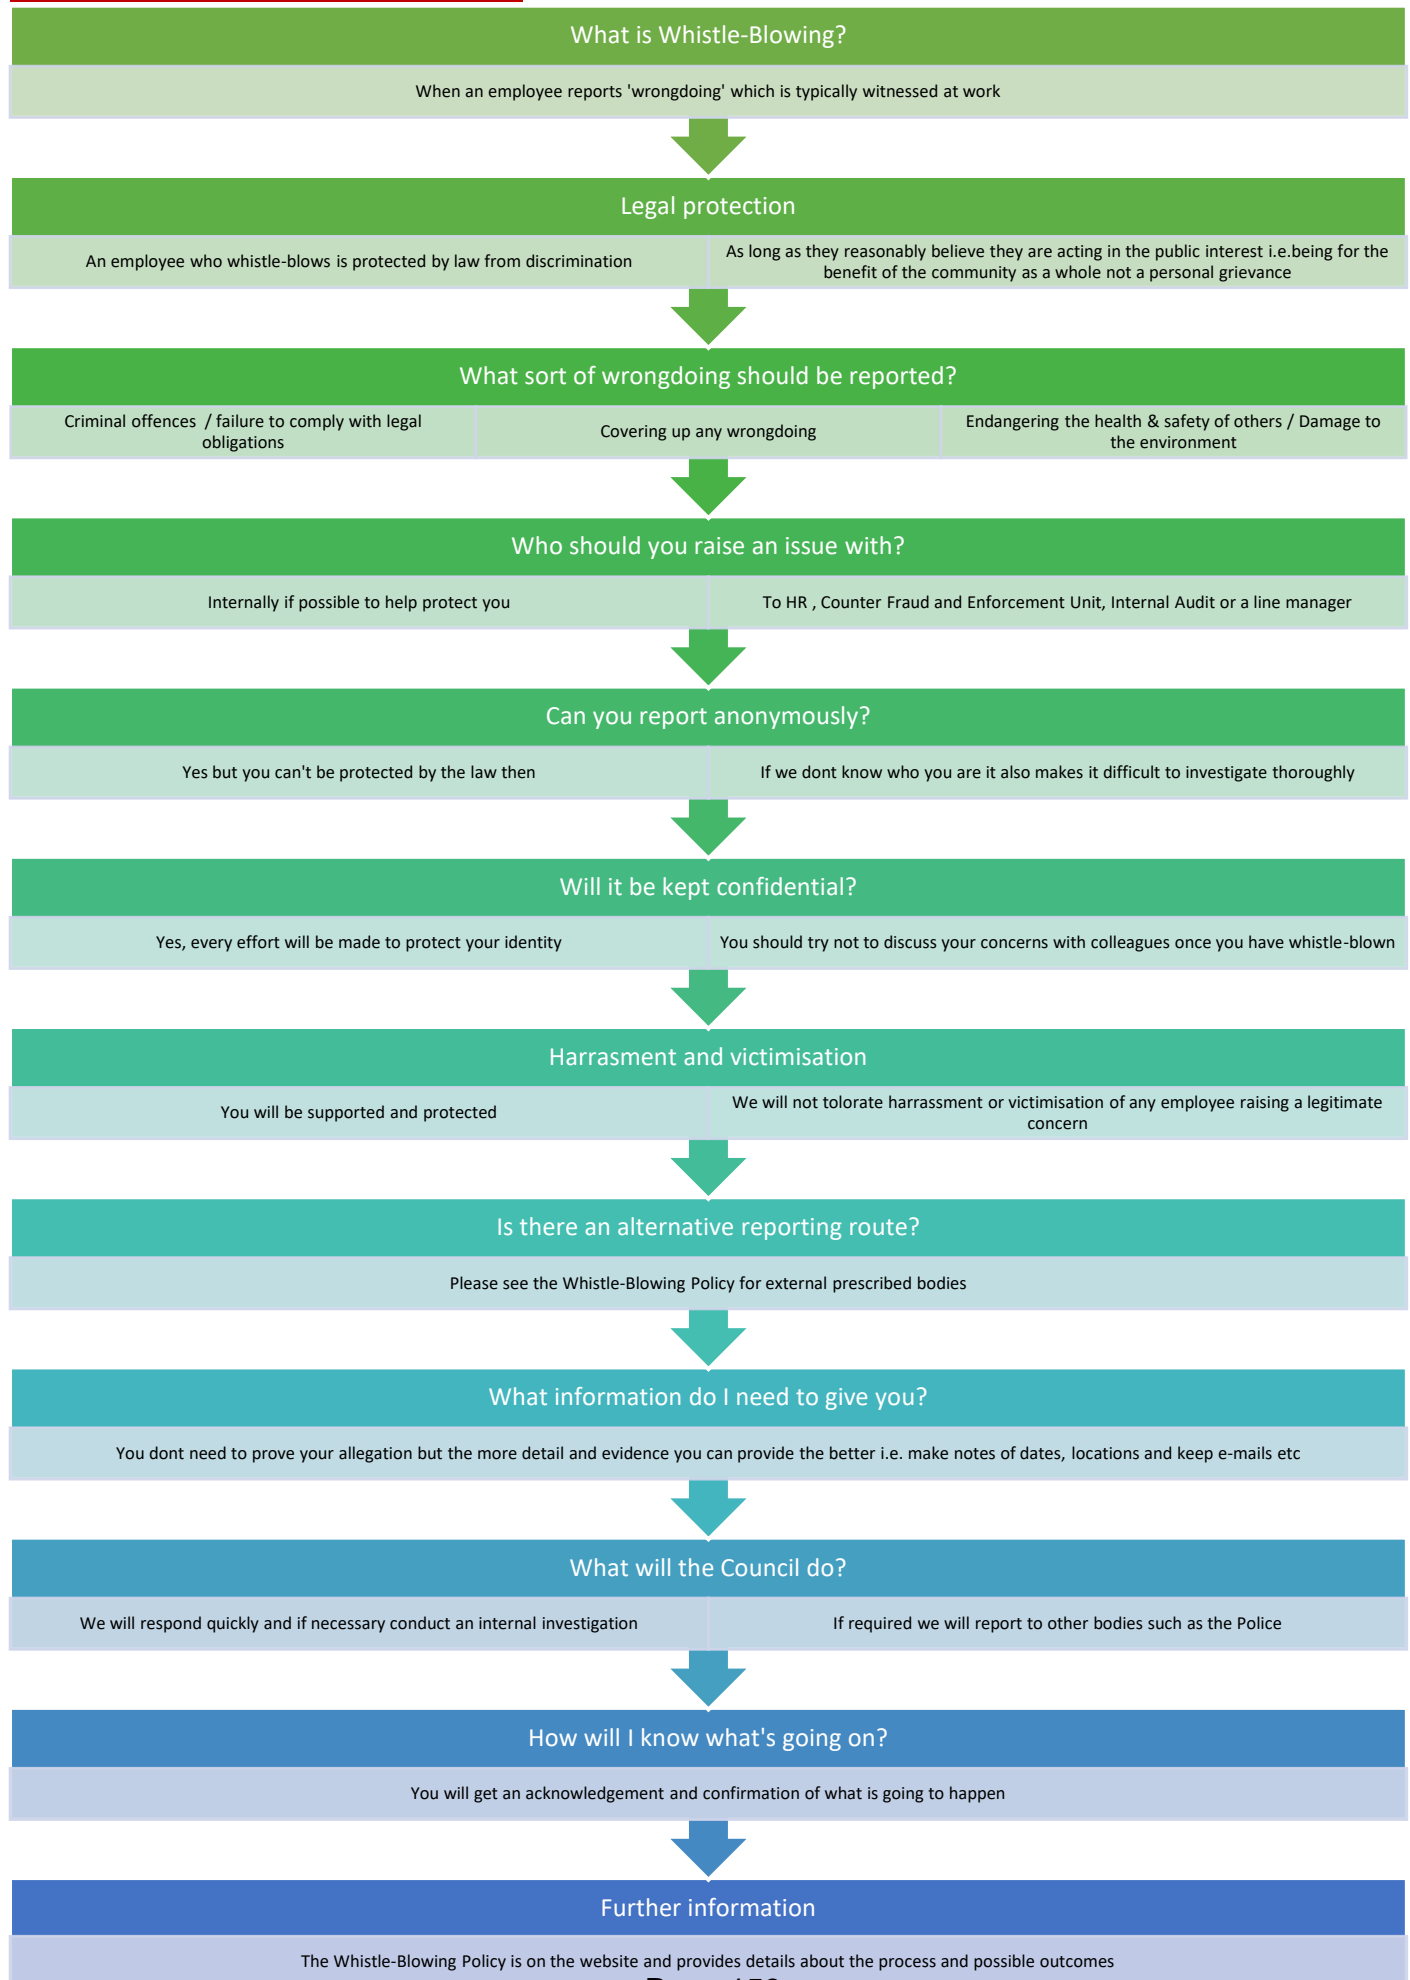 What is Whistle-Blowing?
When an employee reports 'wrongdoing' which is typically witnessed at work
Legal protection
An employee who whistle-blows is protected by law from discrimination
As long as they reasonably believe they are acting in the public interest i.e.being for the
benefit of the community as a whole not a personal grievance
What sort of wrongdoing should be reported?
Criminal offences / failure to comply with legal
obligations
Covering up any wrongdoing
Endangering the health & safety of others / Damage to
the environment
Who should you raise an issue with?
Internally if possible to help protect you
To HR , Counter Fraud and Enforcement Unit, Internal Audit or a line manager
Can you report anonymously?
Yes but you can't be protected by the law then
If we dont know who you are it also makes it difficult to investigate thoroughly
Will it be kept confidential?
Yes, every effort will be made to protect your identity
You should try not to discuss your concerns with colleagues once you have whistle-blown
Harrasment and victimisation
You will be supported and protected
We will not tolorate harrassment or victimisation of any employee raising a legitimate
concern
Is there an alternative reporting route?
Please see the Whistle-Blowing Policy for external prescribed bodies
What information do I need to give you?
You dont need to prove your allegation but the more detail and evidence you can provide the better i.e. make notes of dates, locations and keep e-mails etc
What will the Council do?
We will respond quickly and if necessary conduct an internal investigation
If required we will report to other bodies such as the Police
How will I know what's going on?
You will get an acknowledgement and confirmation of what is going to happen
Further information
The Whistle-Blowing Policy is on the website and provides details about the process and possible outcomes